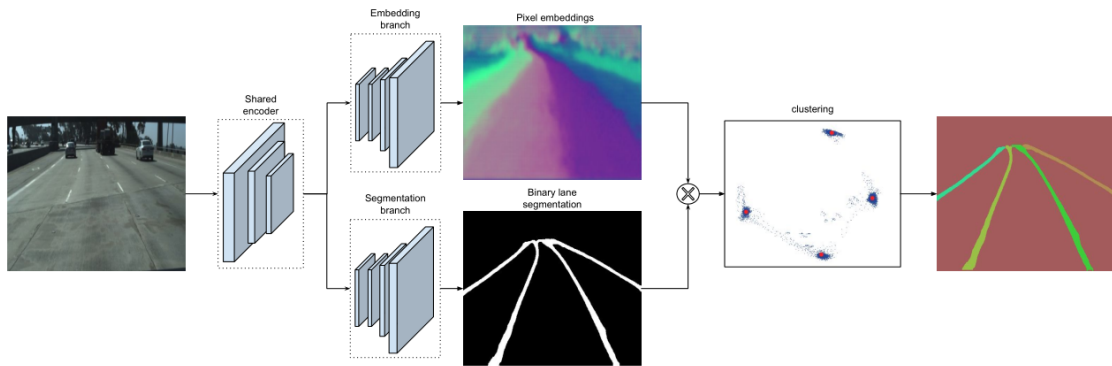 Embedding
branch
Pixel embeddings
Shared
encoder
clustering
Segmentation
branch
Binary lane
segmentation